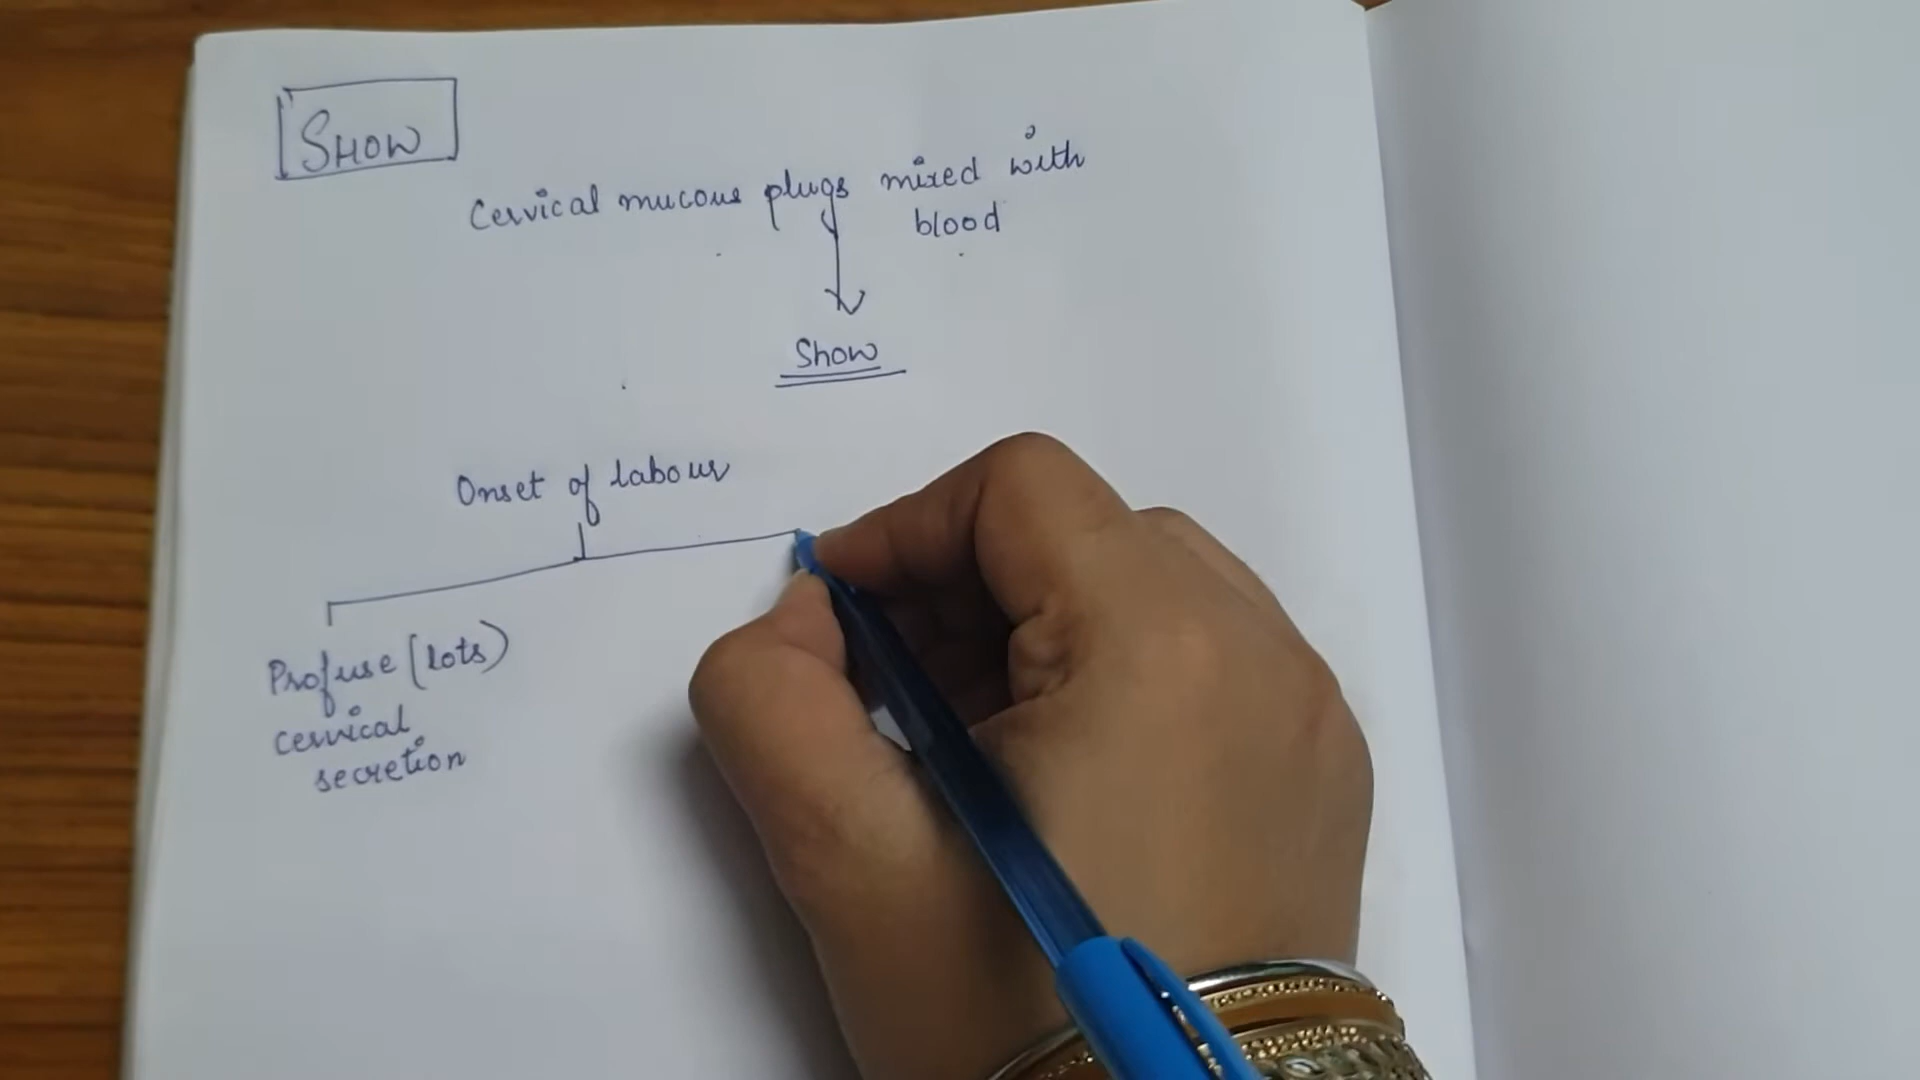 SHOW
Cervical mucous plugs mixed with
blood
Show
Onset of labour
Profuse (lots)
cervical
secretion